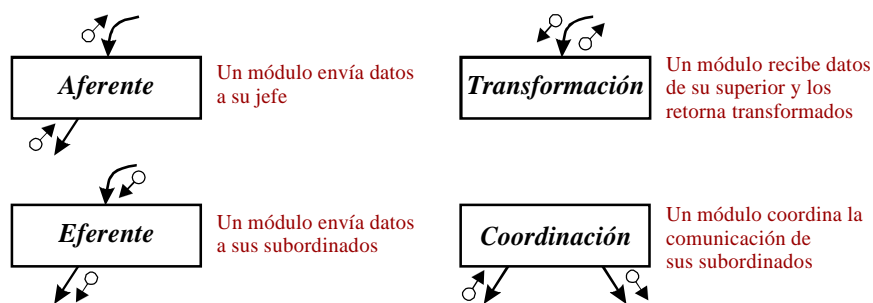 Aferente
Un módulo envía datos
a su jefe
Transformación
Un módulo recibe datos
de su superior y los
retorna transformados
Eferente
Un módulo envía datos
a sus subordinados
Coordinación
Un módulo coordina la
comunicación de
sus subordinados